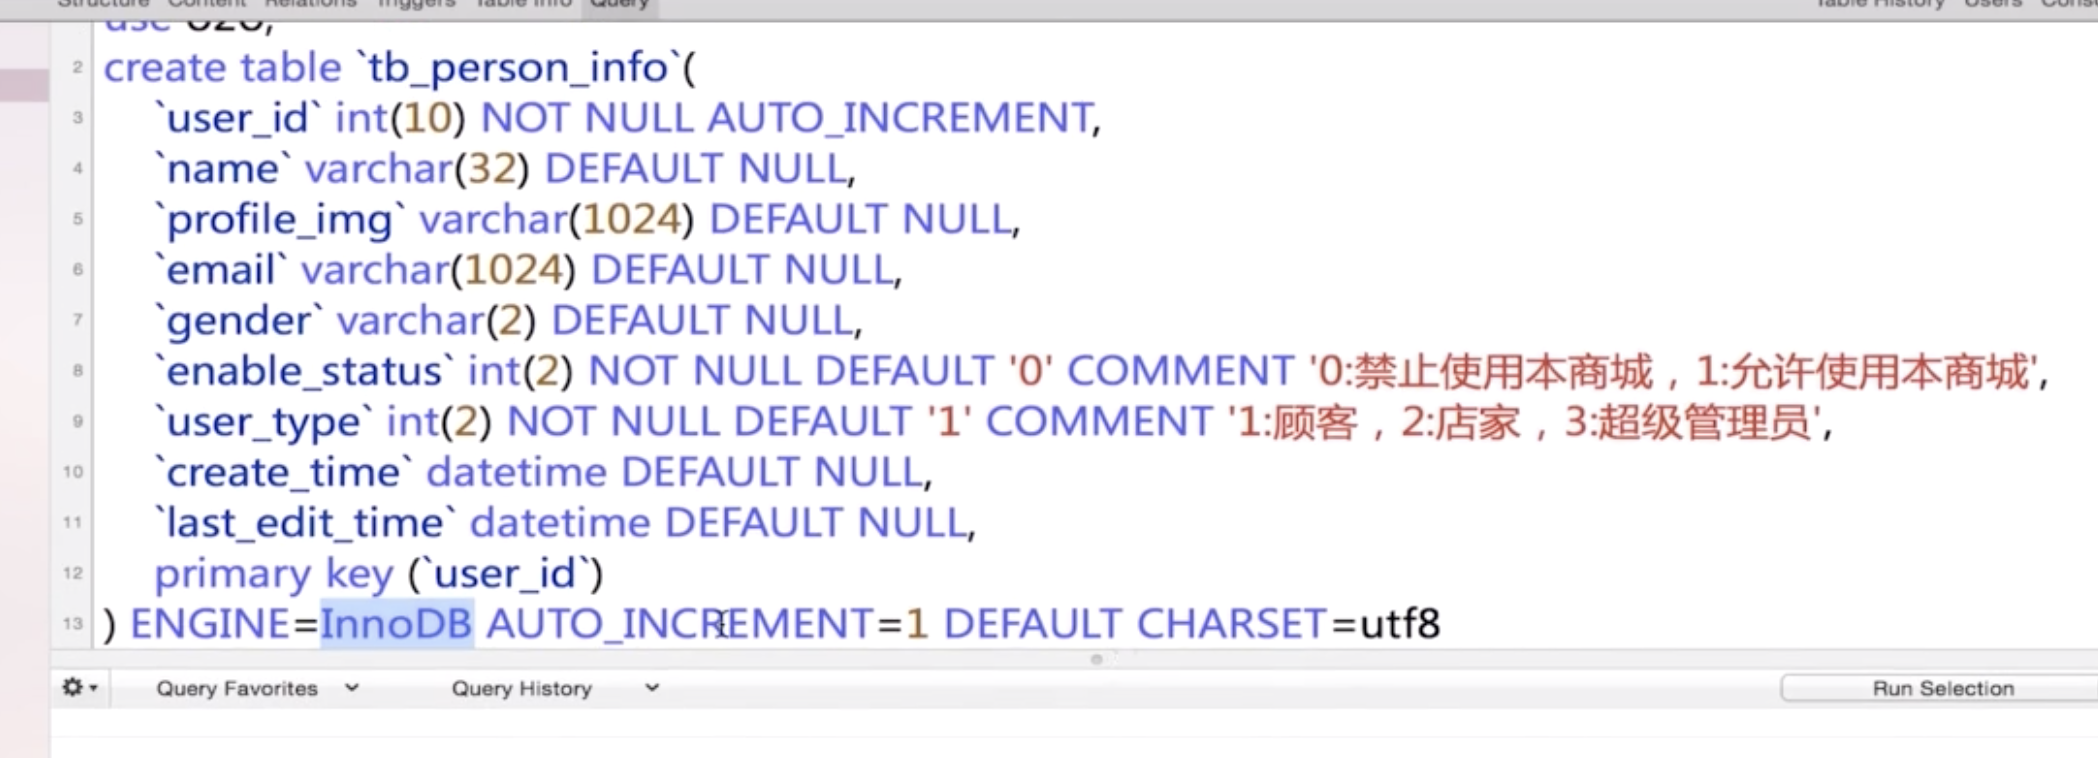 Structure Content Relations Triggers Table Info Query Table History Users
use o2o;
2 create table `tb_person_info`(
3 `user_id` int(10) NOT NULL AUTO_INCREMENT,
4 `name` varchar(32) DEFAULT NULL,
5 `profile_img` varchar(1024) DEFAULT NULL,
6 `email` varchar(1024) DEFAULT NULL,
7 `gender` varchar(2) DEFAULT NULL,
8 `enable_status` int(2) NOT NULL DEFAULT '0' COMMENT '0:禁止使用本商城，1:允许使用本商城',
9 `user_type` int(2) NOT NULL DEFAULT '1' COMMENT '1:顾客，2:店家，3:超级管理员',
10 `create_time` datetime DEFAULT NULL,
11 `last_edit_time` datetime DEFAULT NULL,
12 primary key (`user_id`)
13 ) ENGINE=InnoDB AUTO_INCREMENT=1 DEFAULT CHARSET=utf8
Query Favorites Query History Run Selection